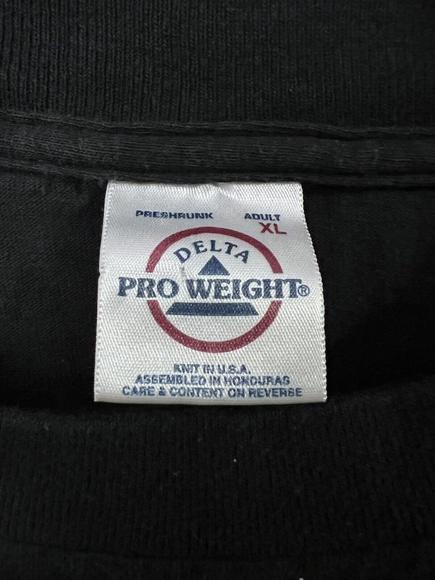 PRESHRUNK ADULT
XL
DELTA
PRO WEIGHT®
KNIT IN U.S.A.
ASSEMBLED IN HONDURAS
CARE & CONTENT ON REVERSE